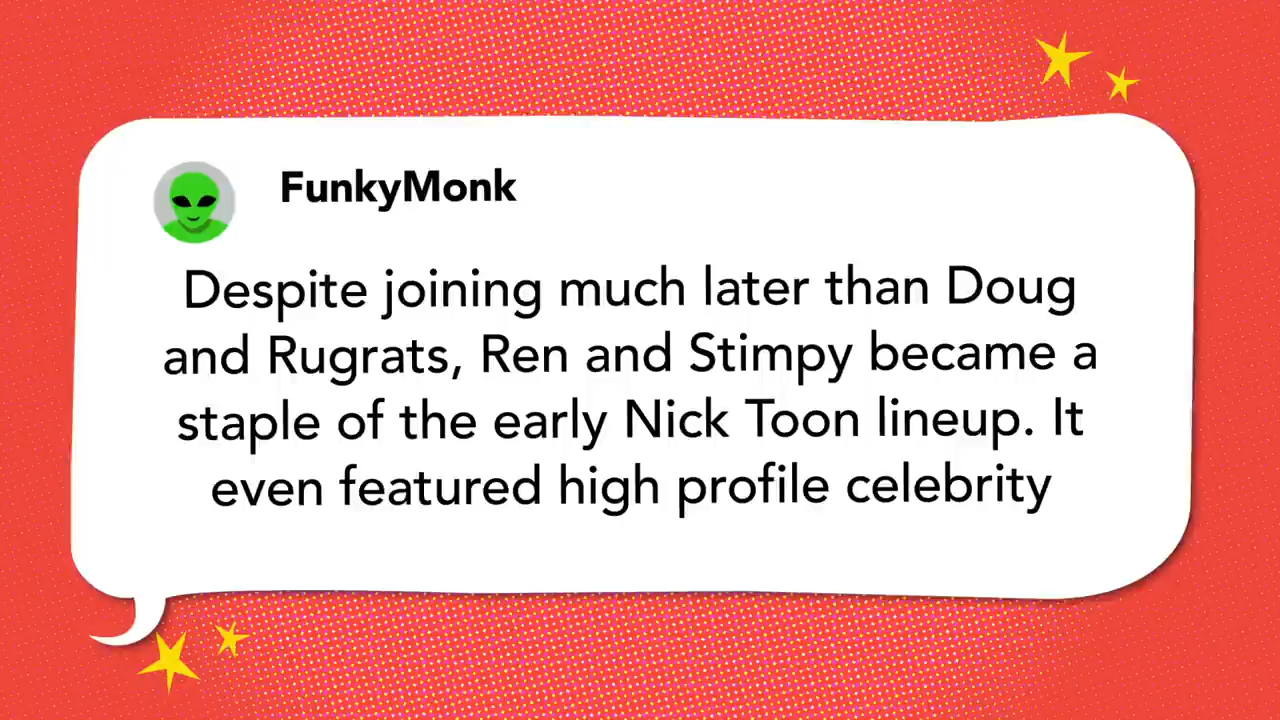 FunkyMonk
Despite joining much later than Doug
and Rugrats, Ren and Stimpy became a
staple of the early Nick Toon lineup. It
even featured high profile celebrity